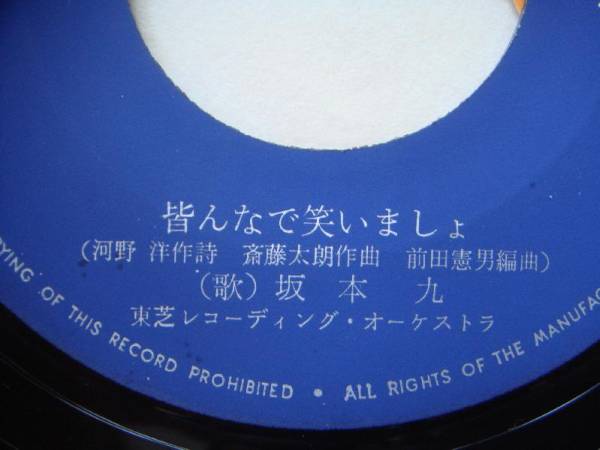 皆んなで笑いましょ
(河野 洋作詩 斎藤太朗作曲 前田憲男編曲)
(歌) 坂本 九
東芝レコーディング・オーケストラ
OF THIS RECORD PROHIBITED • ALL RIGHTS OF THE